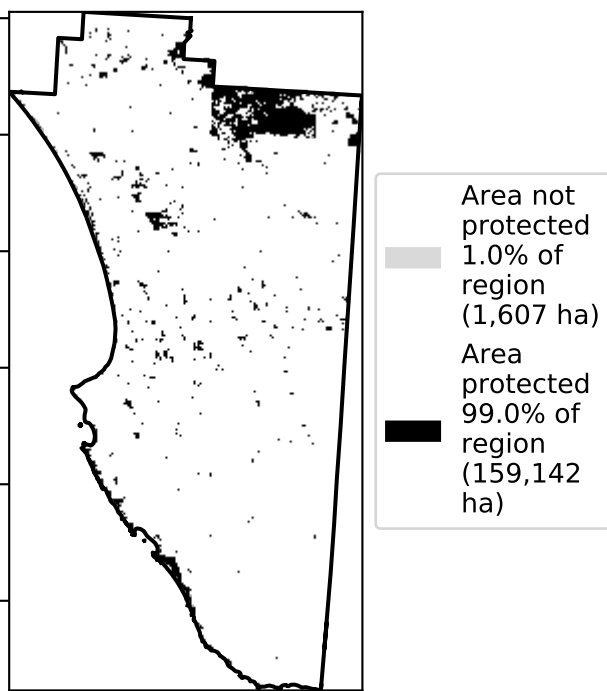 Area not
protected
1.0% of
region
(1,607 ha)
Area
protected
99.0% of
region
(159,142
ha)